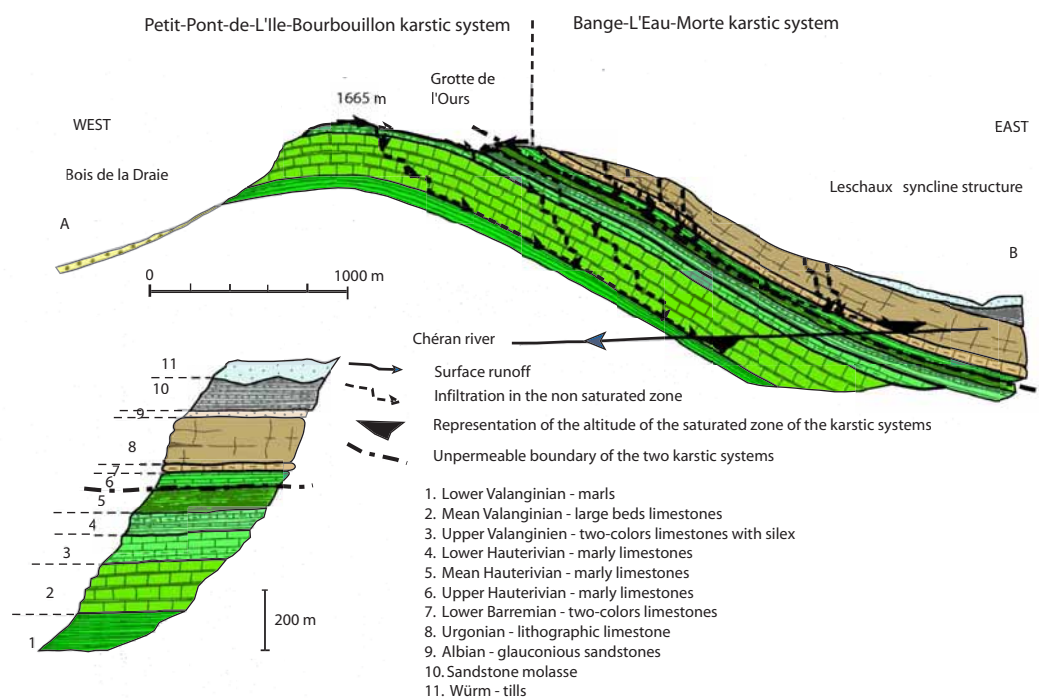 Petit-Pont-de-L'Ile-Bourbouillon karstic system
Bange-L'Eau-Morte karstic system
Grotte de
l'Ours
1665 m
WEST
EAST
Bois de la Draie
Leschaux syncline structure
A
B
0
1000 m
Chéran river
Surface runoff
Infiltration in the non saturated zone
Representation of the altitude of the saturated zone of the karstic systems
Unpermeable boundary of the two karstic systems
11
10
9
8
7
6
5
4
3
2
1
200 m
1. Lower Valanginian - marls
2. Mean Valanginian - large beds limestones
3. Upper Valanginien - two-colors limestones with silex
4. Lower Hauterivian - marly limestones
5. Mean Hauterivian - marly limestones
6. Upper Hauterivian - marly limestones
7. Lower Barremian - two-colors limestones
8. Urgonian - lithographic limestone
9. Albian - glauconious sandstones
10. Sandstone molasse
11. Würm - tills